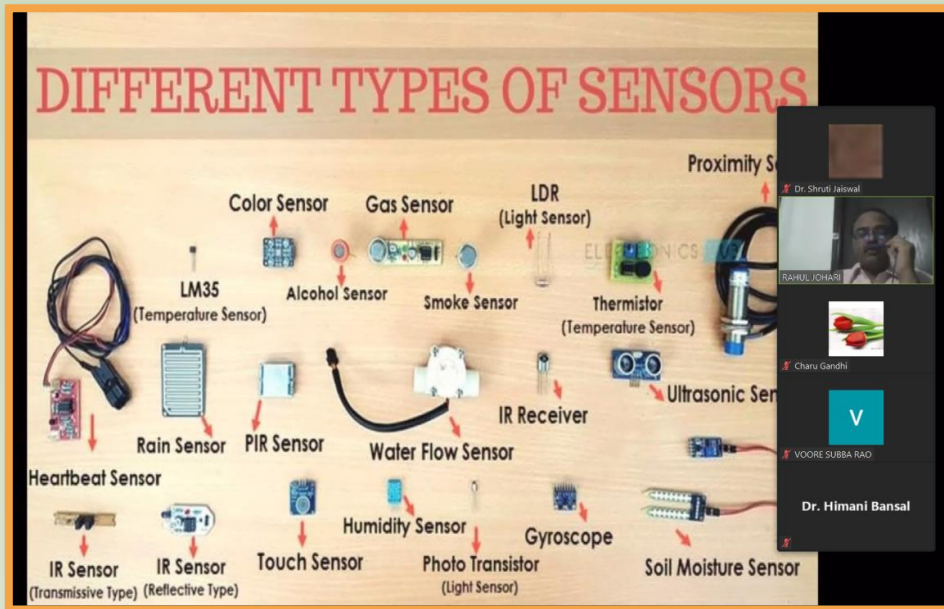 DIFFERENT TYPES OF SENSORS
Proximity S
Color Sensor
Gas Sensor
LDR
(Light Sensor)
LM35
(Temperature Sensor)
Alcohol Sensor
Smoke Sensor
Thermistor
(Temperature Sensor)
Rain Sensor
PIR Sensor
Water Flow Sensor
IR Receiver
Ultrasonic Sen
Heartbeat Sensor
IR Sensor
(Transmissive Type)
IR Sensor
(Reflective Type)
Touch Sensor
Humidity Sensor
Photo Transistor
(Light Sensor)
Gyroscope
Soil Moisture Sensor
Dr. Shruti Jaiswal
RAHUL JOHARI
Charu Gandhi
V
VOORE SUBBA RAO
Dr. Himani Bansal